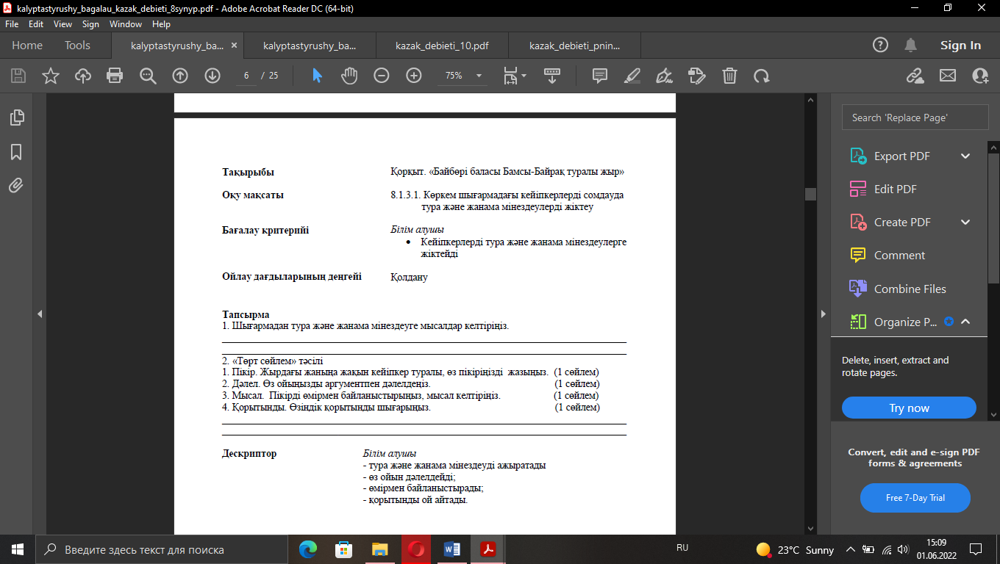 kalyptastyrushy_bagalau_kazak_debieti_8synyp.pdf - Adobe Acrobat Reader DC (64-bit)
File Edit View Sign Window Help
Home Tools kalyptastyrushy_ba... × kalyptastyrushy_ba... kazak_debieti_10.pdf kazak_debieti_pnin... Sign In
6 / 25 75%
Search 'Replace Page'
Export PDF
Edit PDF
Create PDF
Comment
Combine Files
Organize P...
Delete, insert, extract and
rotate pages.
Try now
Convert, edit and e-sign PDF
forms & agreements
Free 7-Day Trial
Тақырыбы Қорқыт. «Байбөрі баласы Бамсы-Байрақ туралы жыр»
Оқу мақсаты 8.1.3.1. Көркем шығармадағы кейіпкерлерді сомдауда
тура және жанама мінездеулерді жіктеу
Бағалау критерийі Білім алушы
• Кейіпкерлерді тура және жанама мінездеулерге
жіктейді
Ойлау дағдыларының деңгейі Қолдану
Тапсырма
1. Шығармадан тура және жанама мінездеуге мысалдар келтіріңіз.
2. «Төрт сөйлем» тәсілі
1. Пікір. Жырдағы жаныңа жақын кейіпкер туралы, өз пікіріңізді жазыңыз. (1 сөйлем)
2. Дәлел. Өз ойыңызды аргументпен дәлелдеңіз. (1 сөйлем)
3. Мысал. Пікірді өмірмен байланыстырыңыз, мысал келтіріңіз. (1 сөйлем)
4. Қорытынды. Өзіндік қорытынды шығарыңыз. (1 сөйлем)
Дескриптор Білім алушы
- тура және жанама мінездеуді ажыратады
- өз ойын дәлелдейді;
- өмірмен байланыстырады;
- қорытынды ой айтады.
Введите здесь текст для поиска RU 23°C Sunny 15:09
01.06.2022